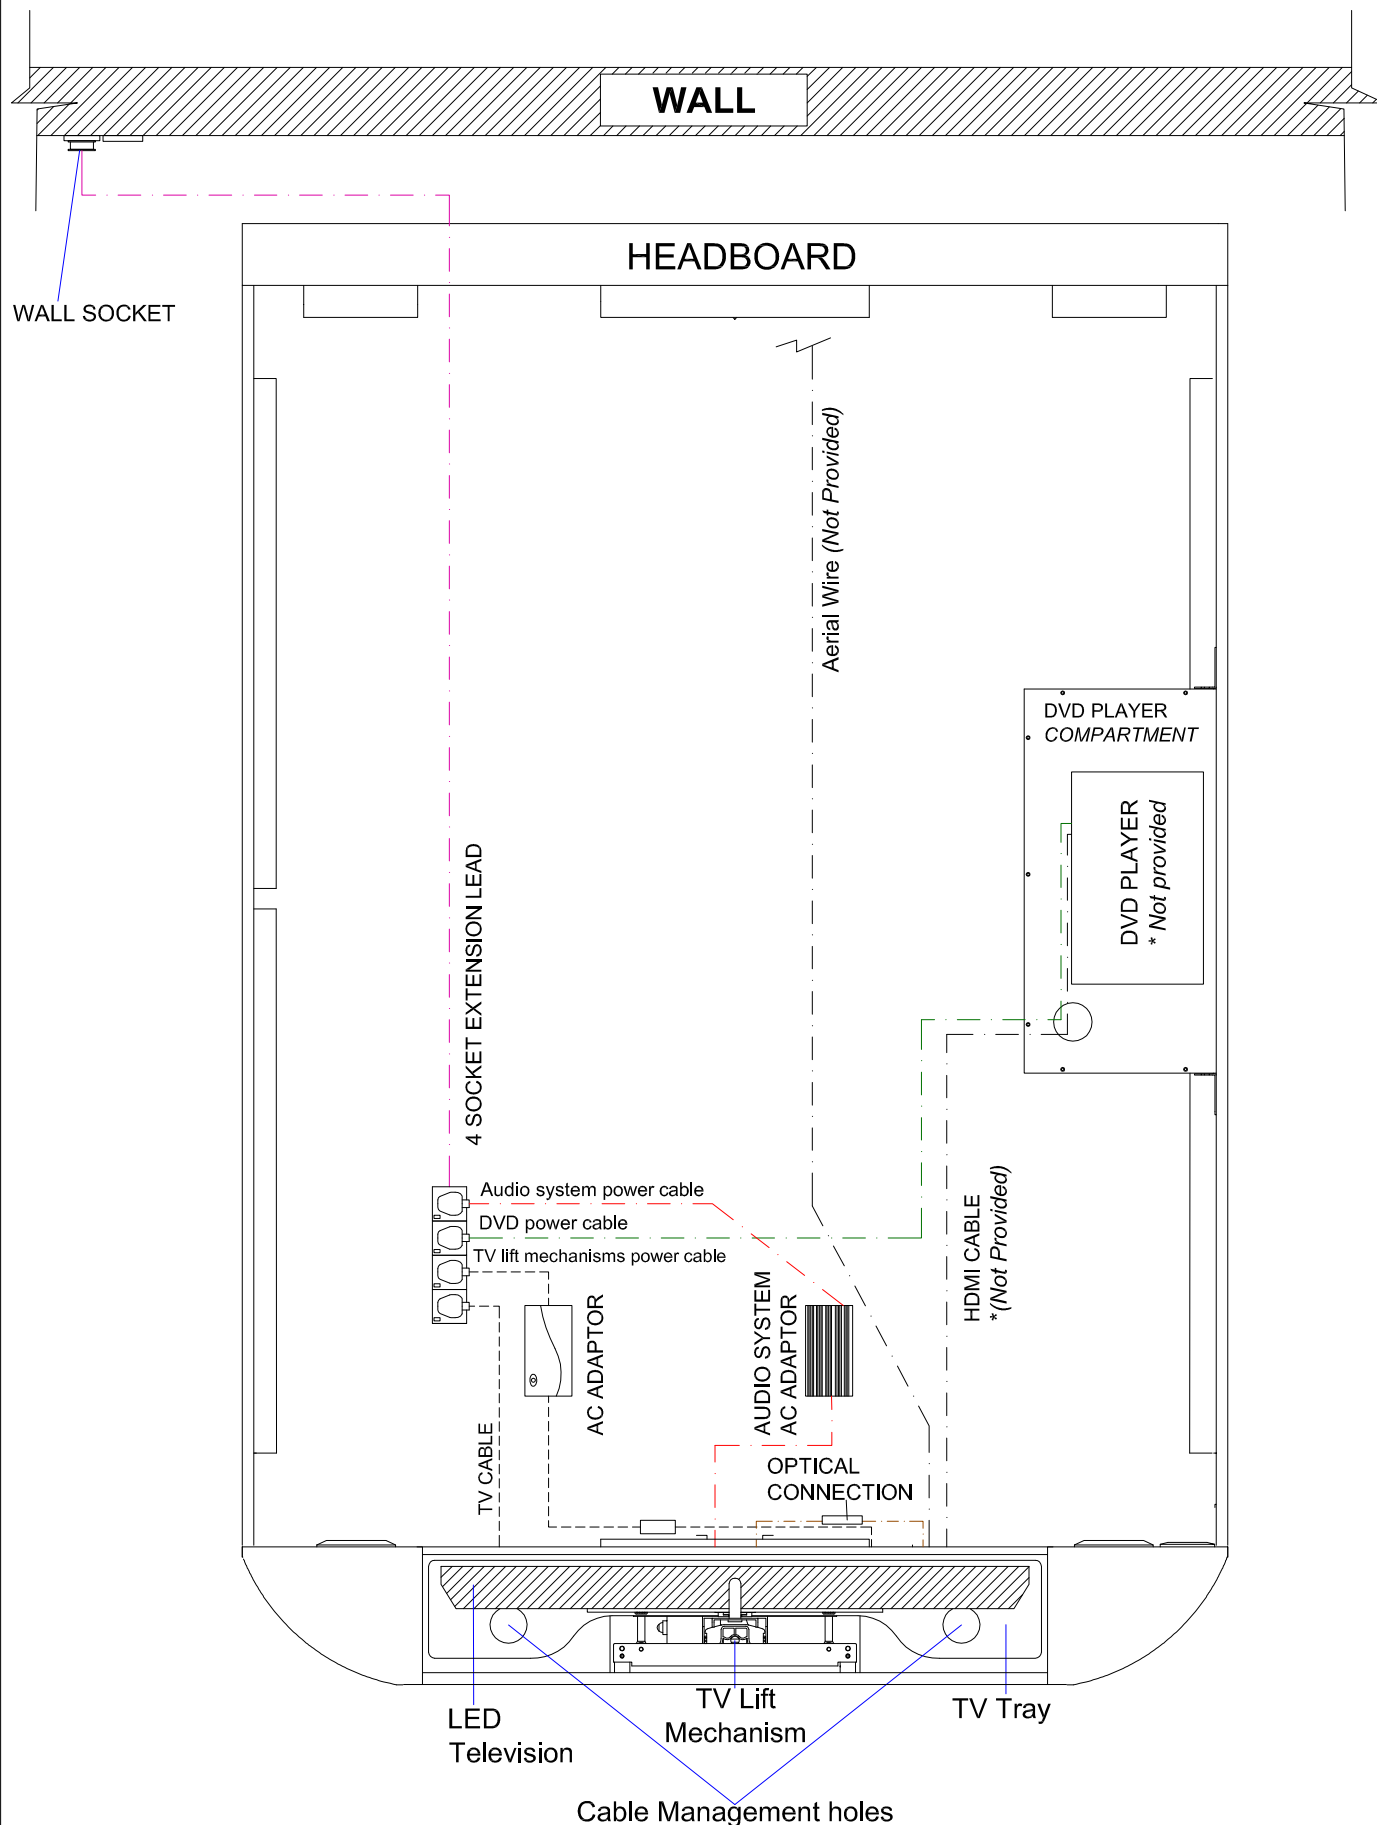 WALL
HEADBOARD
WALL SOCKET
Aerial Wire (Not Provided)
DVD PLAYER
COMPARTMENT
DVD PLAYER
* Not provided
4 SOCKET EXTENSION LEAD
Audio system power cable
DVD power cable
TV lift mechanisms power cable
HDMI CABLE
*(Not Provided)
AC ADAPTOR
AUDIO SYSTEM
AC ADAPTOR
TV CABLE
OPTICAL
CONNECTION
LED
Television
TV Lift
Mechanism
TV Tray
Cable Management holes